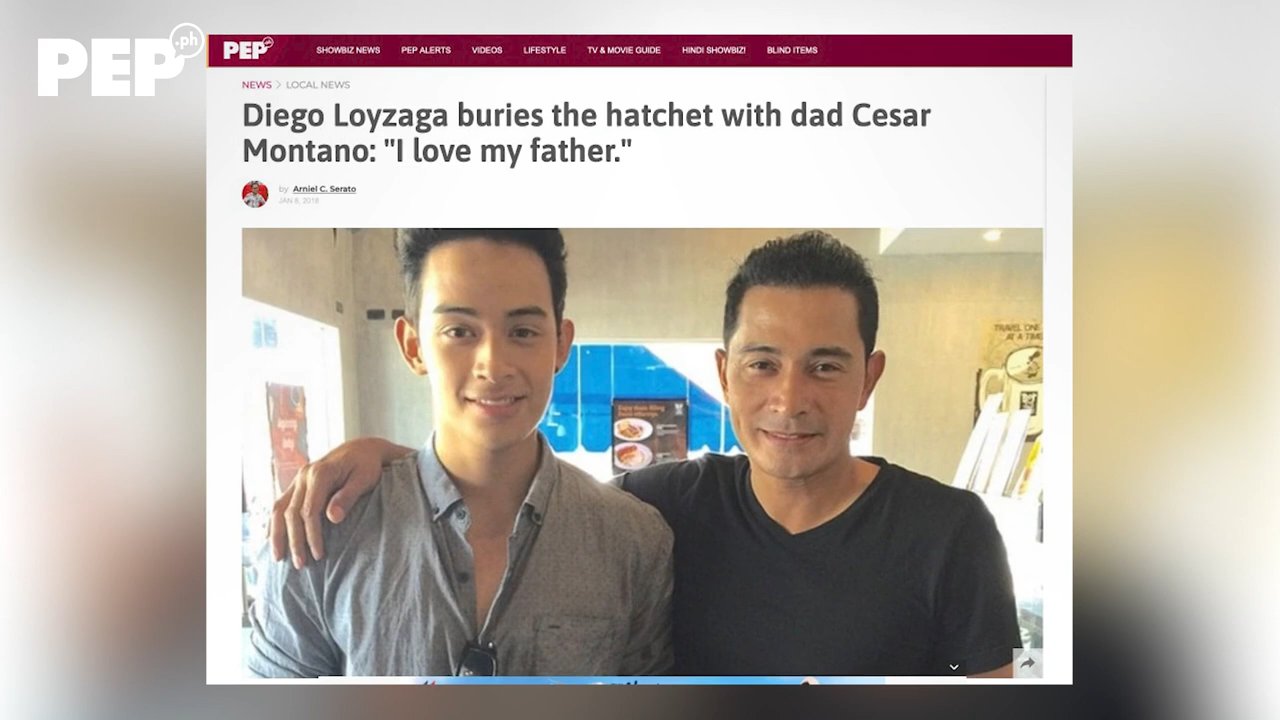 PEP.ph
PEP.ph SHOWBIZ NEWS PEP ALERTS VIDEOS LIFESTYLE TV & MOVIE GUIDE HINDI SHOWBIZ! BLIND ITEMS
NEWS > LOCAL NEWS
Diego Loyzaga buries the hatchet with dad Cesar
Montano: "I love my father."
by Arniel C. Serato
JAN 6, 2018
TRAVEL ONE
AT A TIME